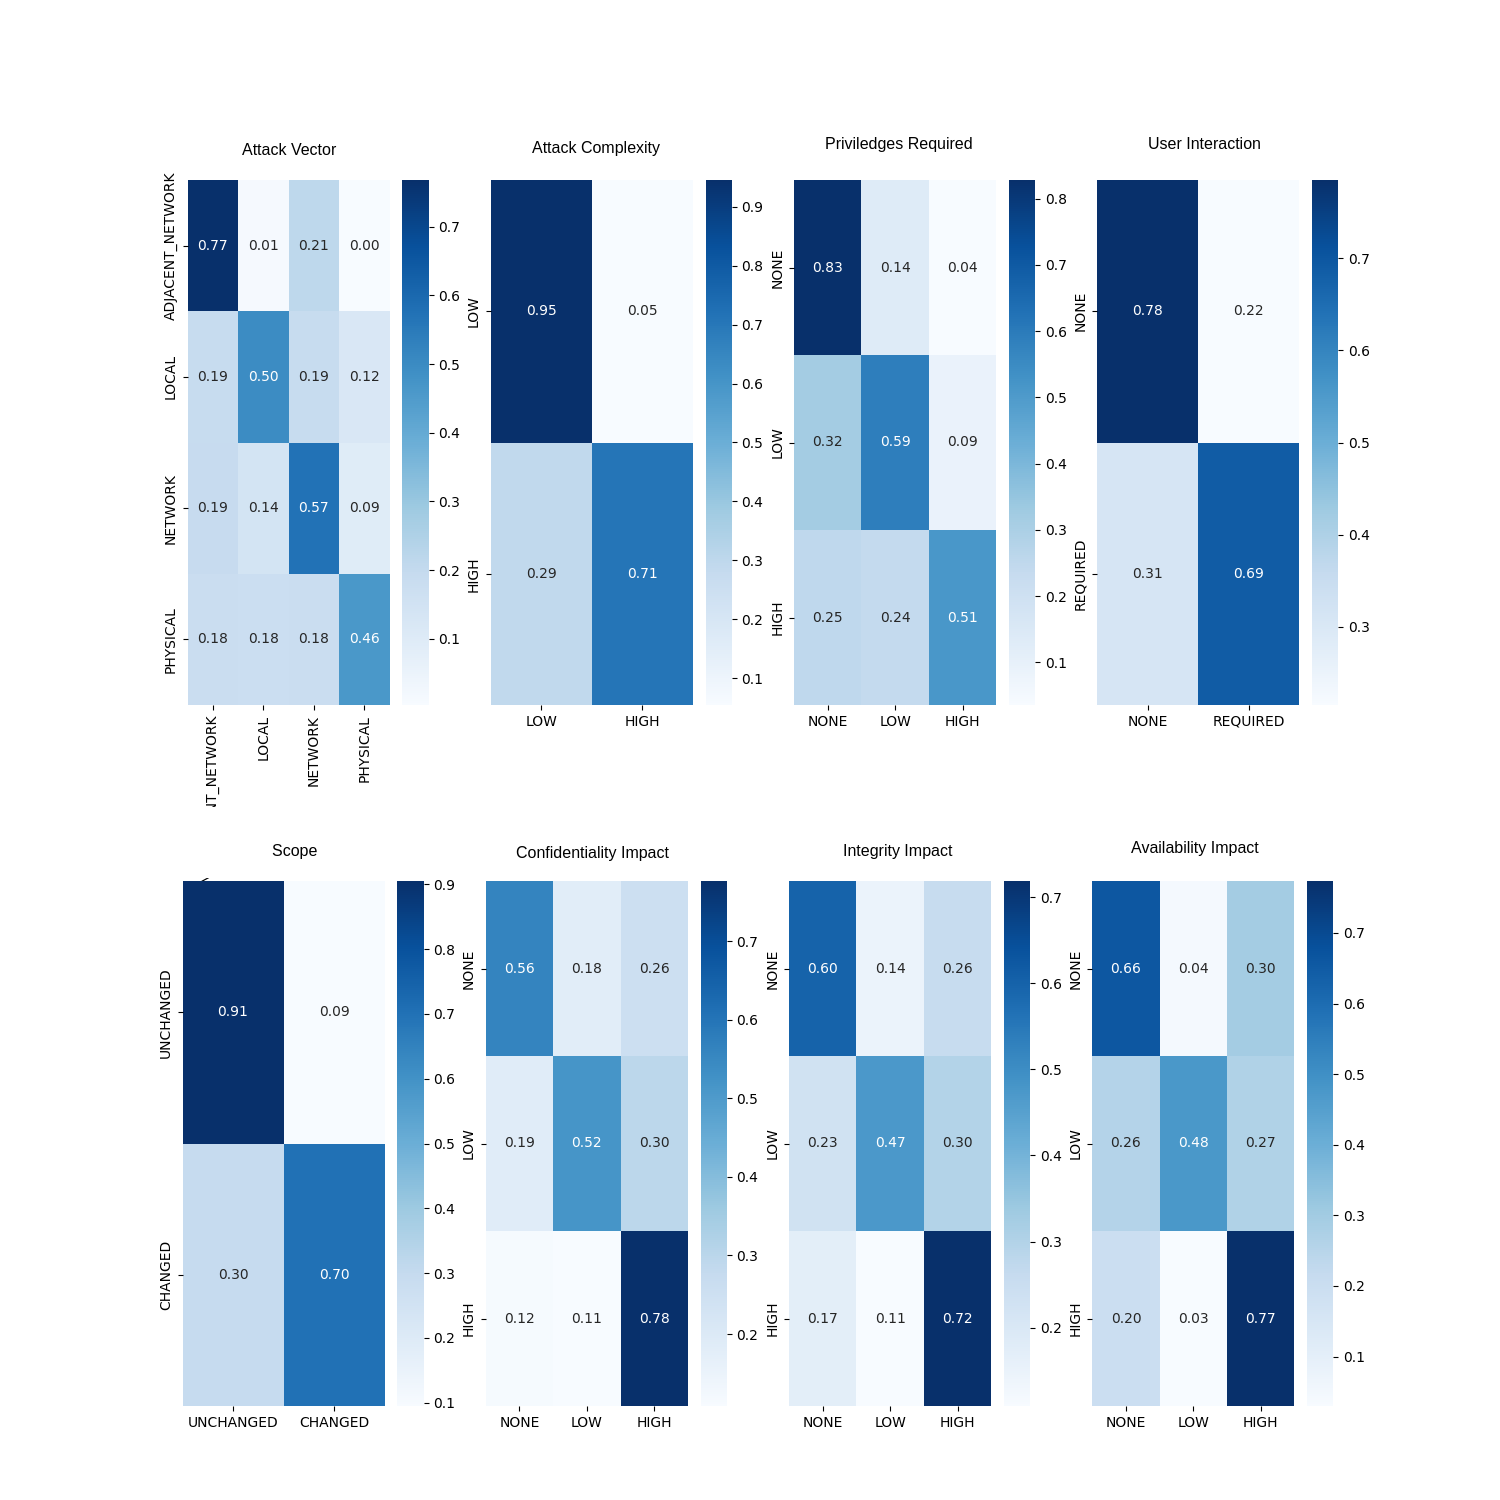 Attack Vector
Attack Complexity
Priviledges Required
User Interaction
ADJACENT_NETWORK
LOCAL
NETWORK
PHYSICAL
0.77 0.01 0.21 0.00
0.19 0.50 0.19 0.12
0.19 0.14 0.57 0.09
0.18 0.18 0.18 0.46
NT_NETWORK
LOCAL
NETWORK
PHYSICAL
0.7
0.6
0.5
0.4
0.3
0.2
0.1
LOW
HIGH
0.95 0.05
0.29 0.71
LOW HIGH
0.9
0.8
0.7
0.6
0.5
0.4
0.3
0.2
0.1
NONE
LOW
HIGH
0.83 0.14 0.04
0.32 0.59 0.09
0.25 0.24 0.51
NONE LOW HIGH
0.8
0.7
0.6
0.5
0.4
0.3
0.2
0.1
NONE
REQUIRED
0.78 0.22
0.31 0.69
NONE REQUIRED
0.7
0.6
0.5
0.4
0.3
Scope
Confidentiality Impact
Integrity Impact
Availability Impact
UNCHANGED
CHANGED
0.91 0.09
0.30 0.70
UNCHANGED CHANGED
0.9
0.8
0.7
0.6
0.5
0.4
0.3
0.2
0.1
NONE
LOW
HIGH
0.56 0.18 0.26
0.19 0.52 0.30
0.12 0.11 0.78
NONE LOW HIGH
0.7
0.6
0.5
0.4
0.3
0.2
NONE
LOW
HIGH
0.60 0.14 0.26
0.23 0.47 0.30
0.17 0.11 0.72
NONE LOW HIGH
0.7
0.6
0.5
0.4
0.3
0.2
NONE
LOW
HIGH
0.66 0.04 0.30
0.26 0.48 0.27
0.20 0.03 0.77
NONE LOW HIGH
0.7
0.6
0.5
0.4
0.3
0.2
0.1